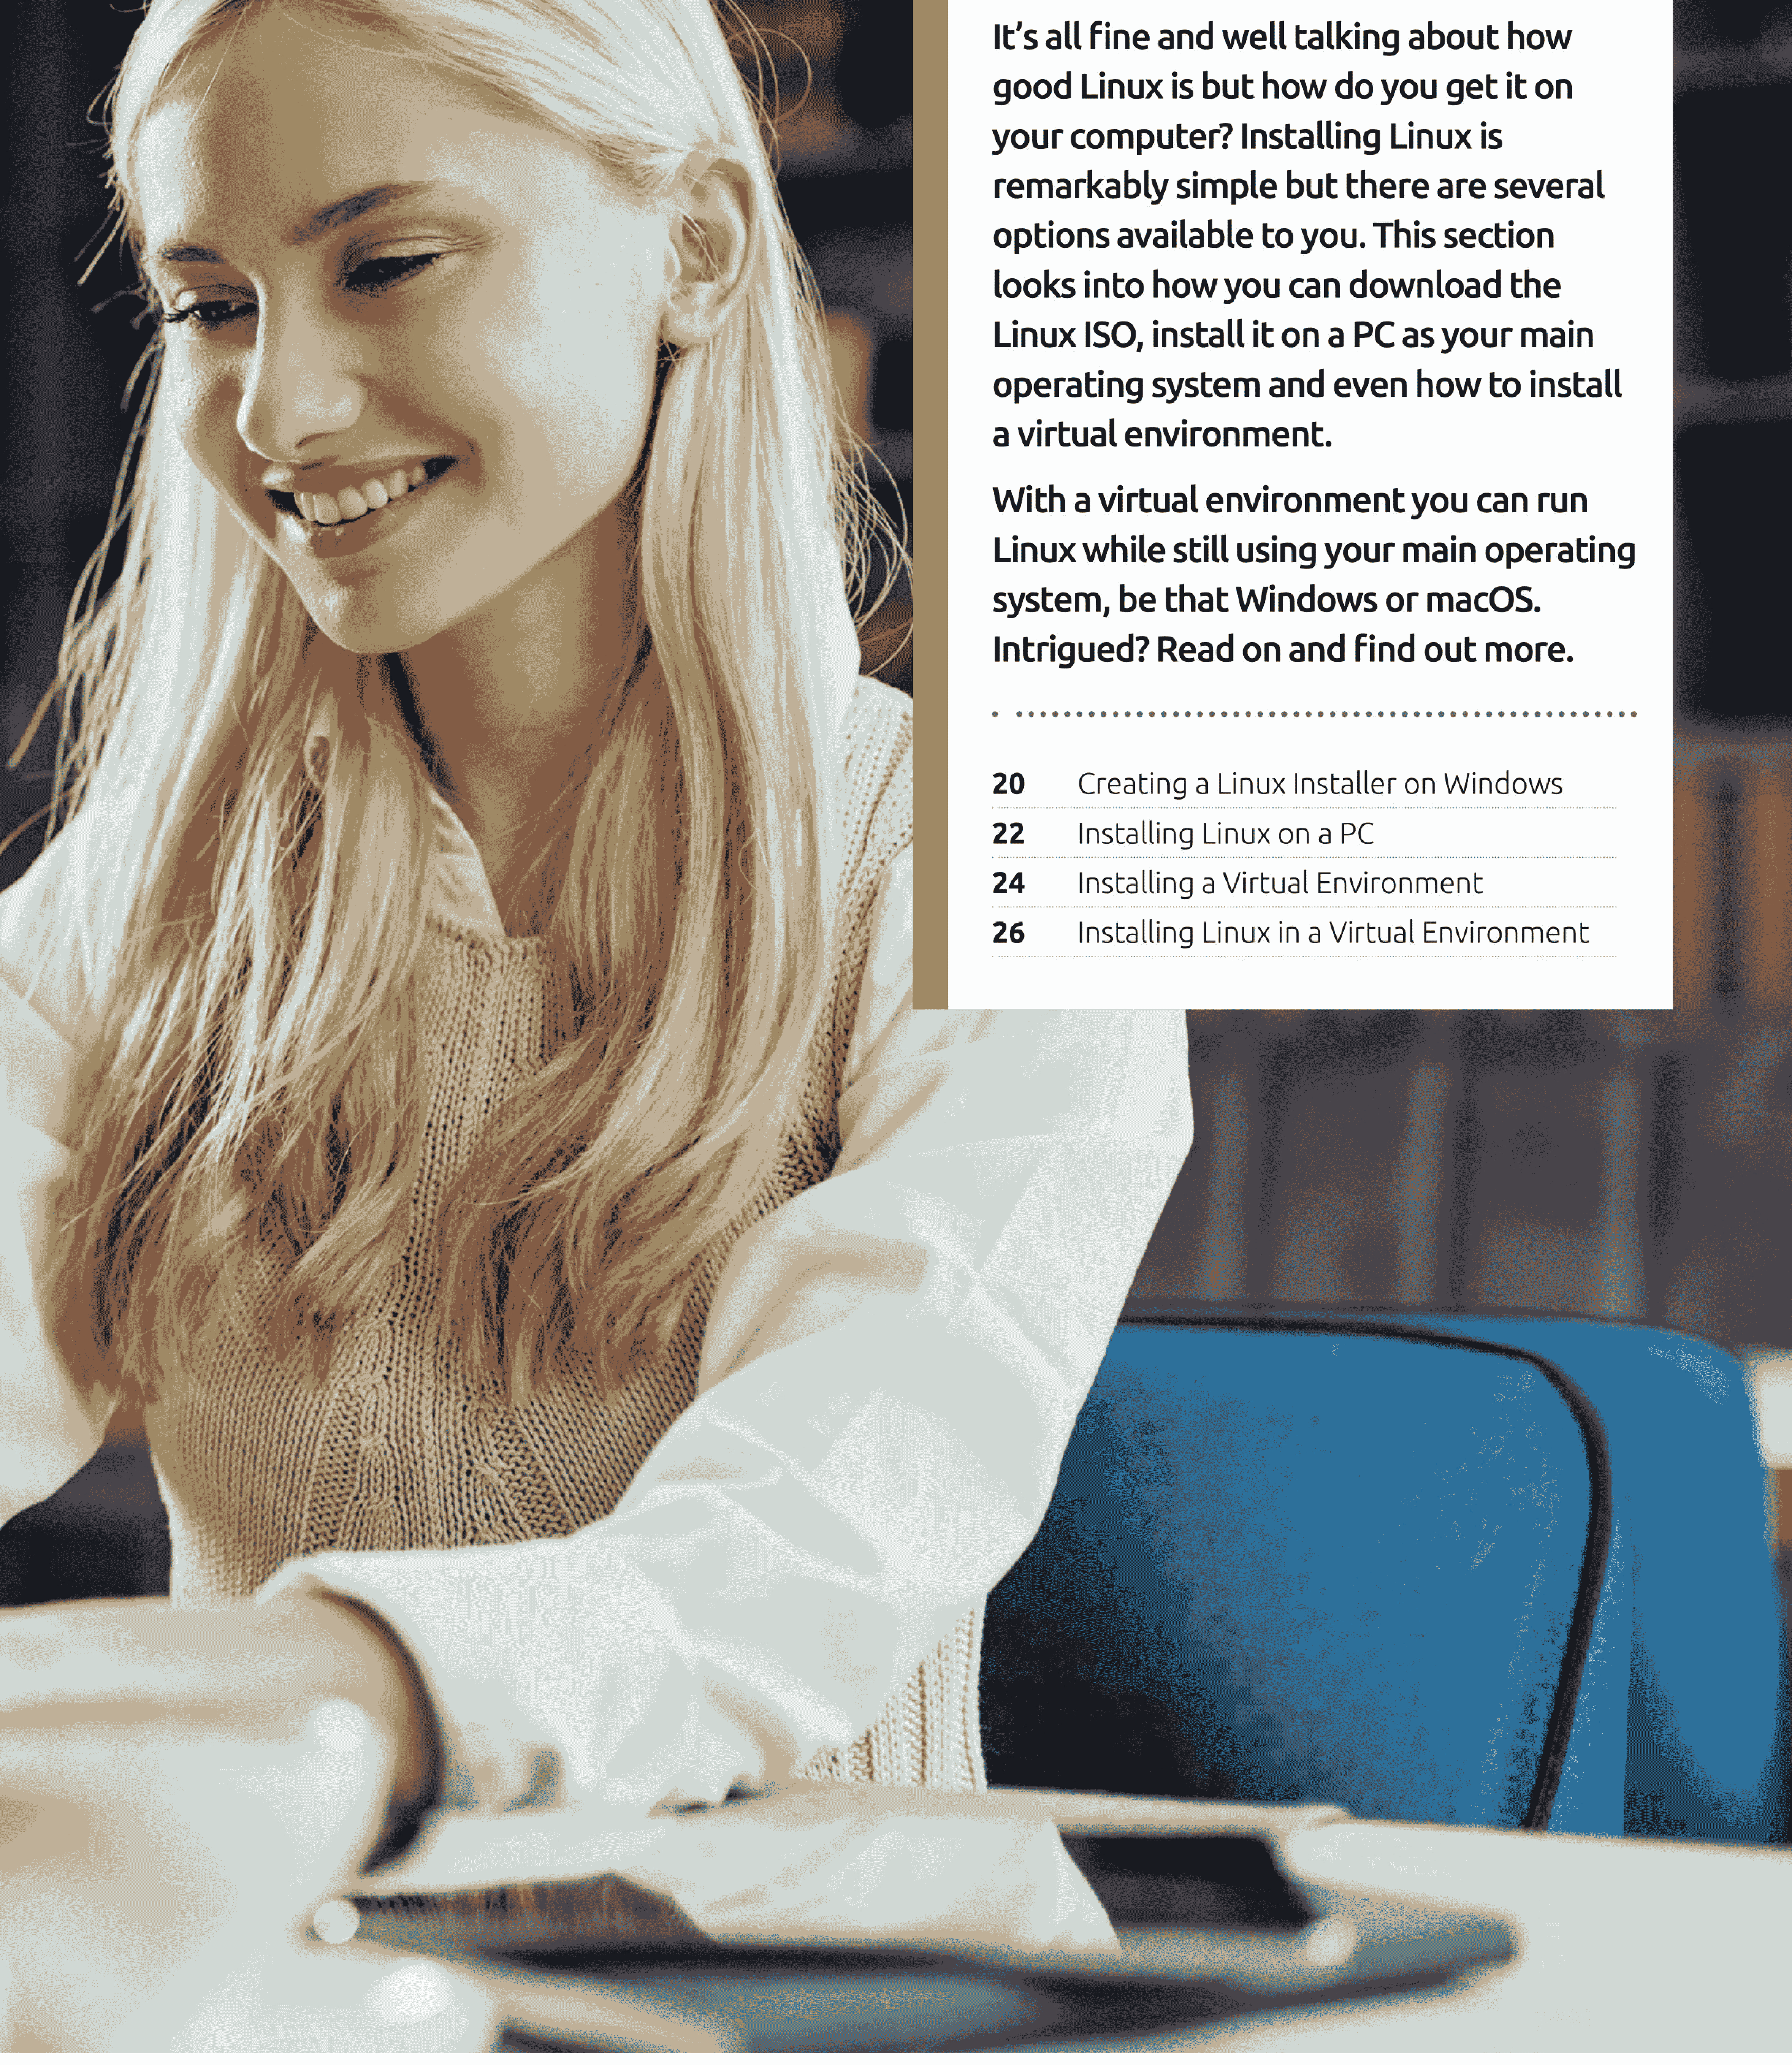 It’s all fine and well talking about how
good Linux is but how do you get it on
your computer? Installing Linux is
remarkably simple but there are several
options available to you. This section
looks into how you can download the
Linux ISO, install it on a PC as your main
operating system and even how to install
a virtual environment.
With a virtual environment you can run
Linux while still using your main operating
system, be that Windows or macOS.
Intrigued? Read on and find out more.
20 Creating a Linux Installer on Windows
22 Installing Linux on a PC
24 Installing a Virtual Environment
26 Installing Linux in a Virtual Environment